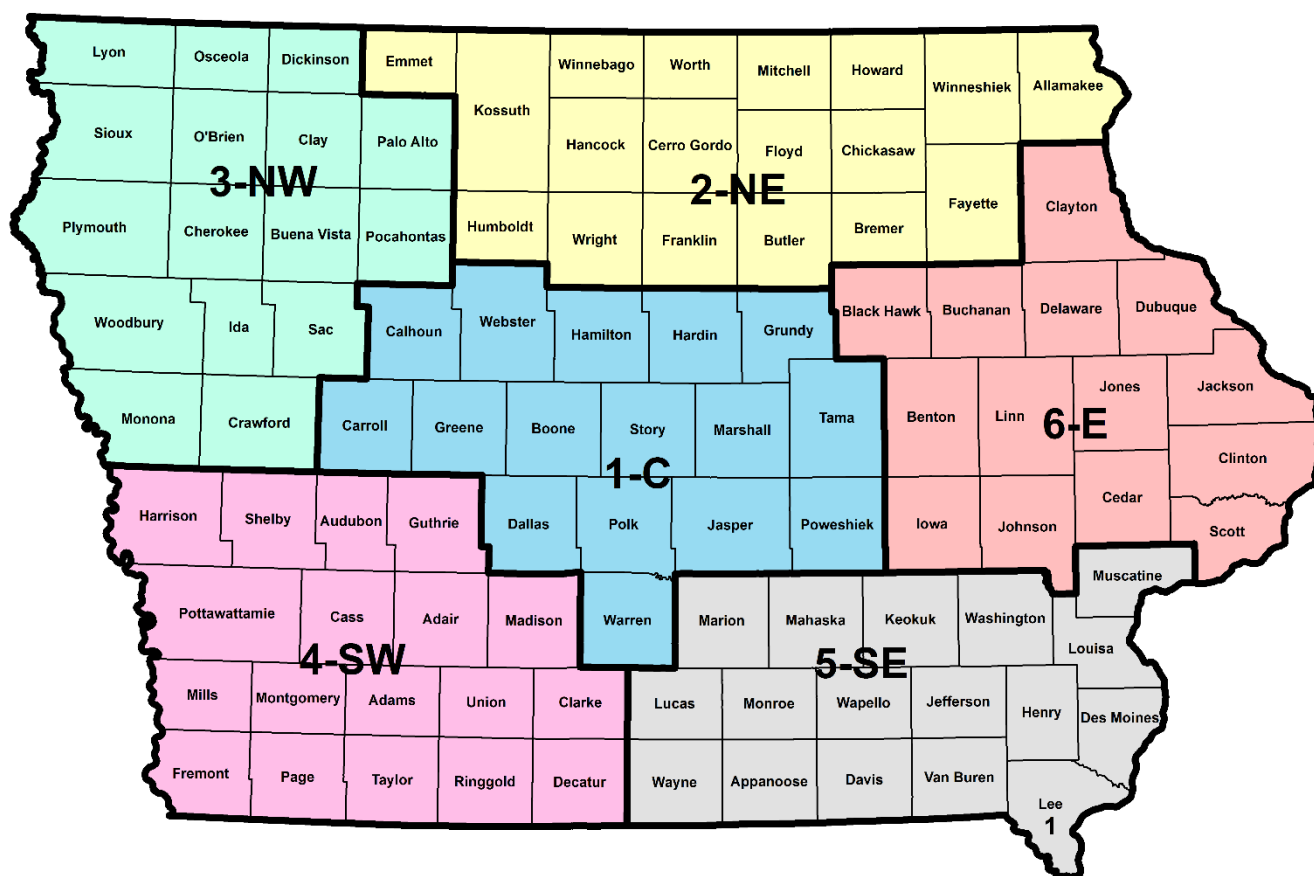 Lyon
Osceola
Dickinson
Emmet
Kossuth
Winnebago
Worth
Mitchell
Howard
Winneshiek
Allamakee
Sioux
O'Brien
Clay
Palo Alto
Hancock
Cerro Gordo
Floyd
Chickasaw
3-NW
2-NE
Plymouth
Cherokee
Buena Vista
Pocahontas
Humboldt
Wright
Franklin
Butler
Bremer
Fayette
Clayton
Woodbury
Ida
Sac
Calhoun
Webster
Hamilton
Hardin
Grundy
Black Hawk
Buchanan
Delaware
Dubuque
Monona
Crawford
Carroll
Greene
Boone
Story
Marshall
Tama
Benton
Linn
Jones
Jackson
6-E
1-C
Clinton
Harrison
Shelby
Audubon
Guthrie
Dallas
Polk
Jasper
Poweshiek
Iowa
Johnson
Cedar
Scott
Muscatine
Pottawattamie
Cass
Adair
Madison
Warren
Marion
Mahaska
Keokuk
Washington
Louisa
4-SW
5-SE
Mills
Montgomery
Adams
Union
Clarke
Lucas
Monroe
Wapello
Jefferson
Henry
Des Moines
Fremont
Page
Taylor
Ringgold
Decatur
Wayne
Appanoose
Davis
Van Buren
Lee
1